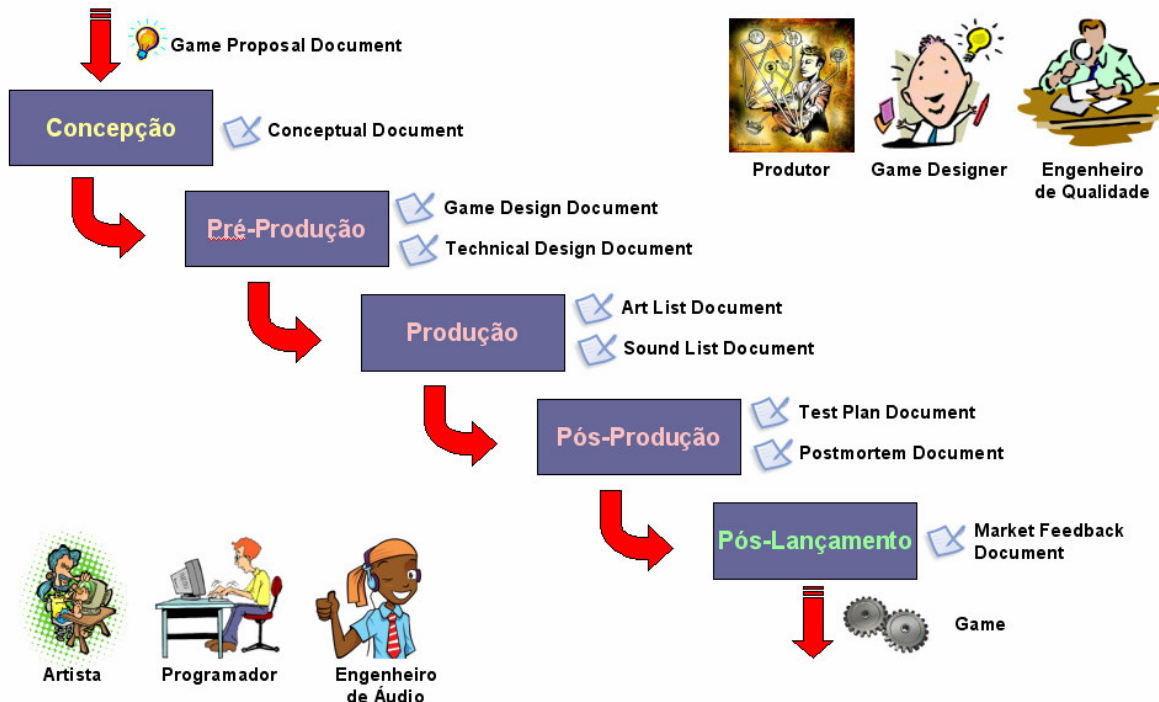 Game Proposal Document
Concepção
Conceptual Document
Produtor
Game Designer
Engenheiro
de Qualidade
Pré-Produção
Game Design Document
Technical Design Document
Produção
Art List Document
Sound List Document
Pós-Produção
Test Plan Document
Postmortem Document
Pós-Lançamento
Market Feedback
Document
Game
Artista
Programador
Engenheiro
de Áudio